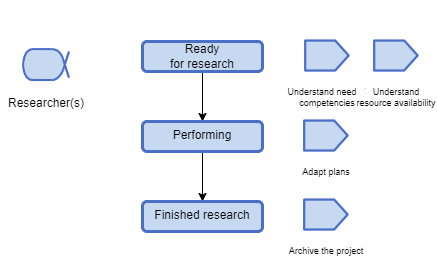 Ready
for research
Researcher(s)
Understand need
competencies
Understand
resource availability
Performing
Adapt plans
Finished research
Archive the project